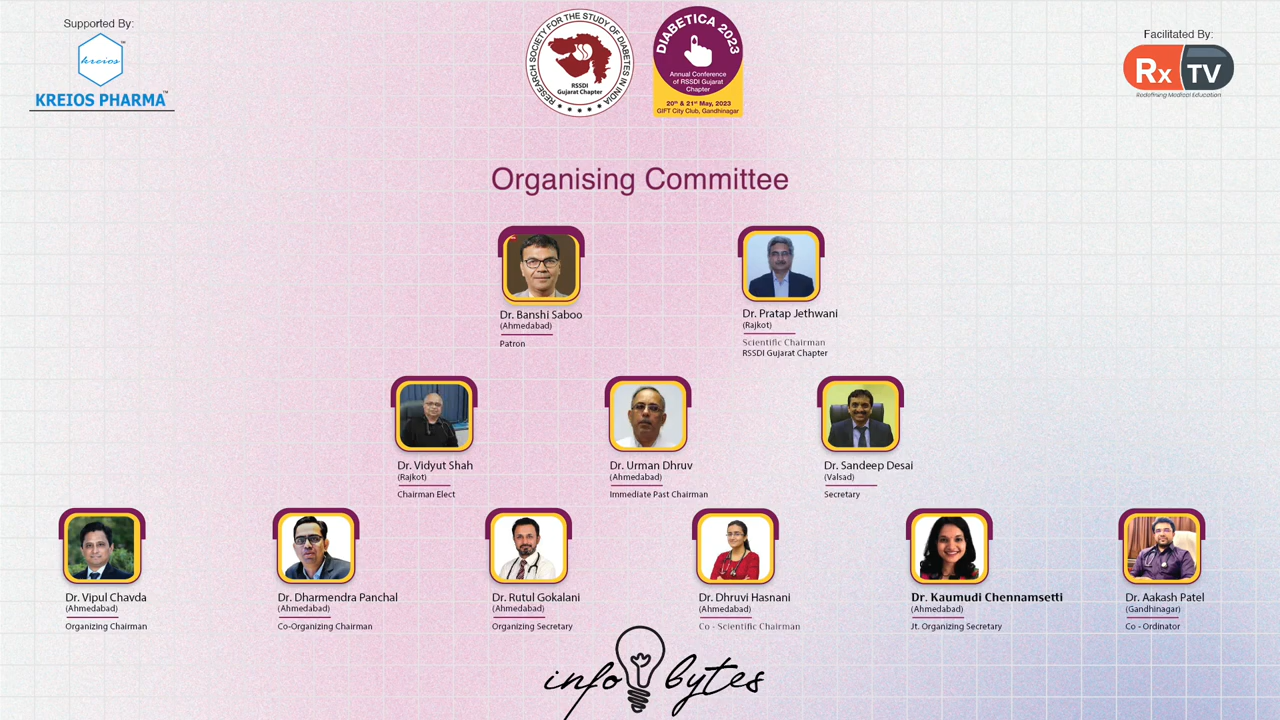 Supported By:
kreios
KREIOS PHARMA™
RESEARCH SOCIETY FOR THE STUDY OF DIABETES IN INDIA
RSSDI
Gujarat Chapter
DIABETICA 2023
Annual Conference
of RSSDI Gujarat
Chapter
20th & 21st May, 2023
GIFT City Club, Gandhinagar
Facilitated By:
Rx TV
Redefining Medical Education
Organising Committee
Dr. Banshi Saboo
(Ahmedabad)
Patron
Dr. Pratap Jethwani
(Rajkot)
Scientific Chairman
RSSDI Gujarat Chapter
Dr. Vidyut Shah
(Rajkot)
Chairman Elect
Dr. Urman Dhruv
(Ahmedabad)
Immediate Past Chairman
Dr. Sandeep Desai
(Valsad)
Secretary
Dr. Vipul Chavda
(Ahmedabad)
Organizing Chairman
Dr. Dharmendra Panchal
(Ahmedabad)
Co-Organizing Chairman
Dr. Rutul Gokalani
(Ahmedabad)
Organizing Secretary
Dr. Dhruvi Hasnani
(Ahmedabad)
Co - Scientific Chairman
Dr. Kaumudi Chennamsetti
(Ahmedabad)
Jt. Organizing Secretary
Dr. Aakash Patel
(Gandhinagar)
Co - Ordinator
info bytes